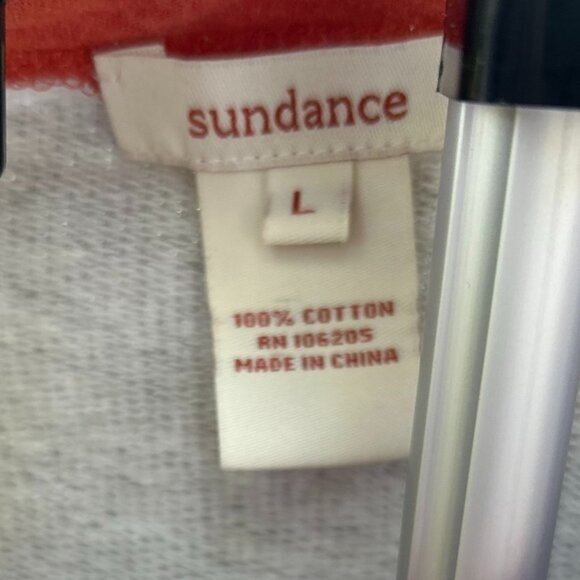 sundance
L
100% COTTON
RN 106205
MADE IN CHINA